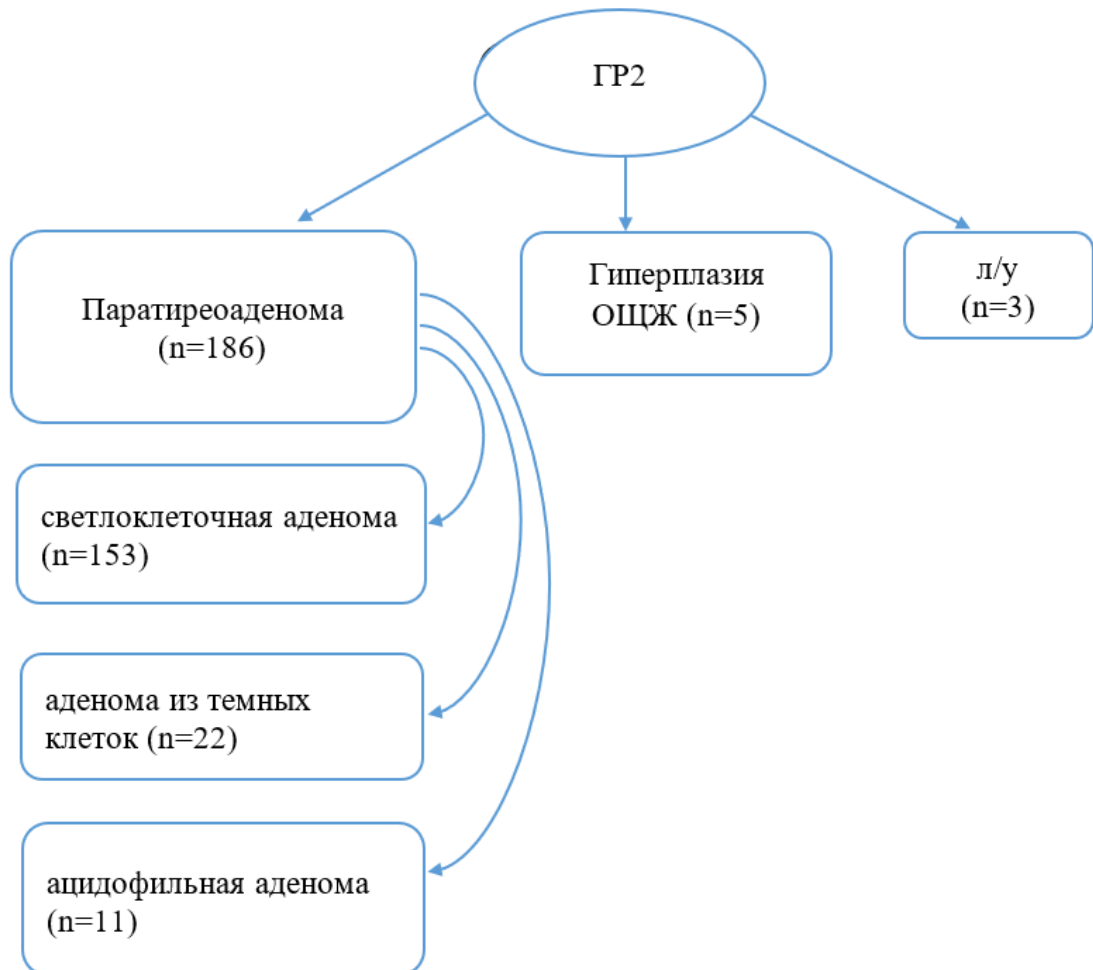 ГР2
Паратиреоаденома
(n=186)
Гиперплазия
ОЩЖ (n=5)
л/у
(n=3)
светлоклеточная аденома
(n=153)
аденома из темных
клеток (n=22)
ацидофильная аденома
(n=11)